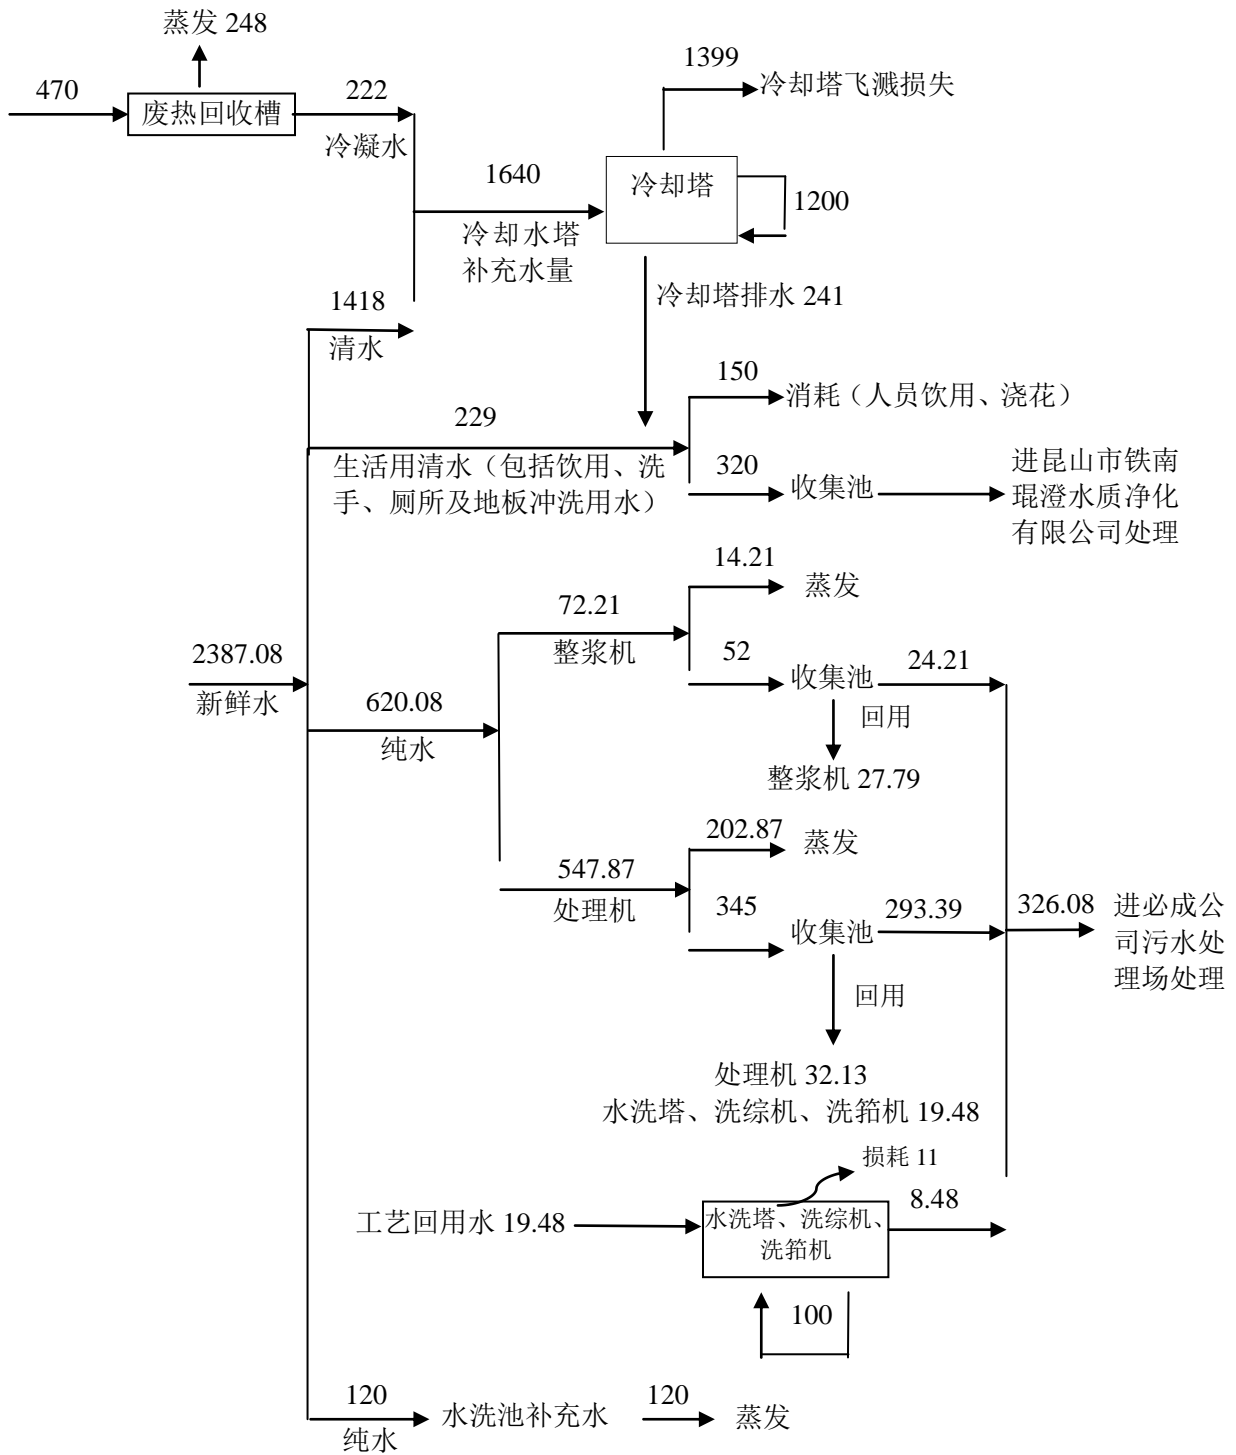 蒸发 248
1399
冷却塔飞溅损失
470
废热回收槽
222
冷凝水
冷却塔
1200
1640
冷却水塔
补充水量
冷却塔排水 241
1418
清水
150
消耗（人员饮用、浇花）
229
生活用清水（包括饮用、洗
手、厕所及地板冲洗用水）
320
收集池
进昆山市铁南
琨澄水质净化
有限公司处理
14.21
蒸发
72.21
整浆机
52
收集池
24.21
回用
整浆机 27.79
2387.08
新鲜水
620.08
纯水
202.87
蒸发
547.87
处理机
345
收集池
293.39
326.08
进必成公
司污水处
理场处理
回用
处理机 32.13
水洗塔、洗综机、洗筘机 19.48
损耗 11
工艺回用水 19.48
水洗塔、洗综机、
洗筘机
8.48
100
120
纯水
水洗池补充水
120
蒸发